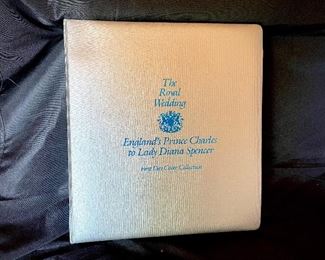 The
Royal
Wedding
England's Prince Charles
to Lady Diana Spencer
First Day Cover Collection